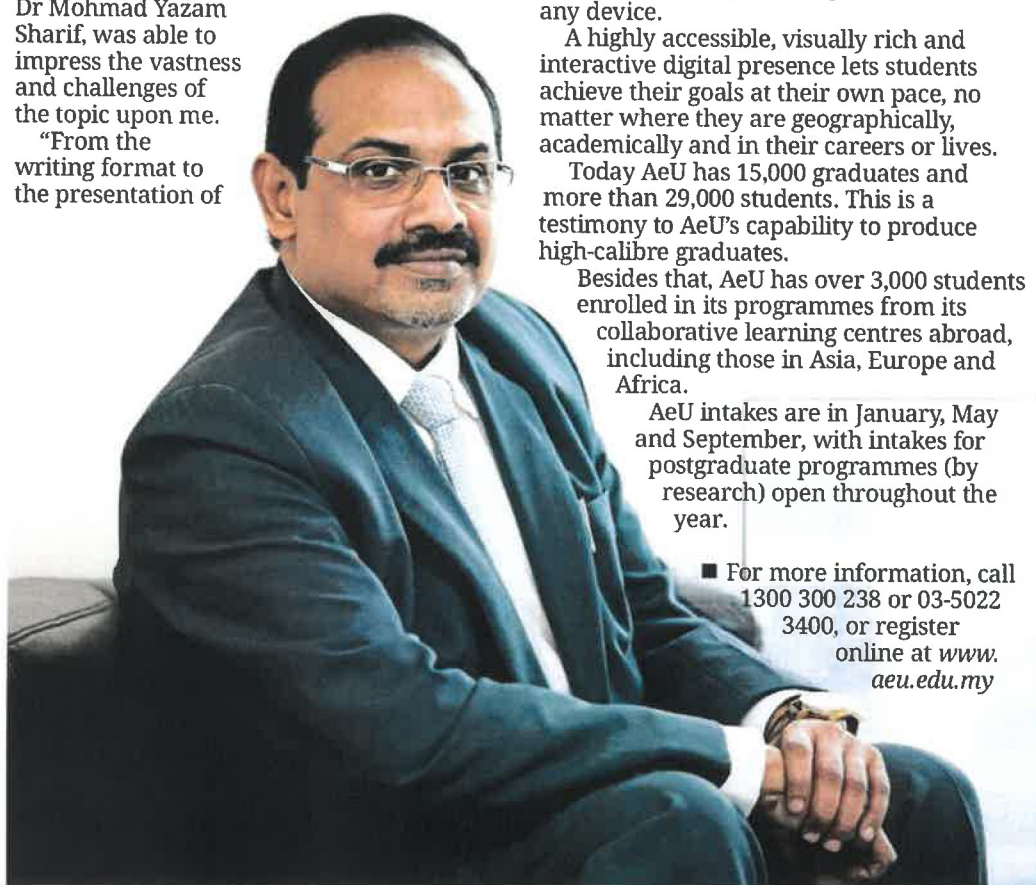 Dr Mohmad Yazam
Sharif, was able to
impress the vastness
and challenges of
the topic upon me.
“From the
writing format to
the presentation of
any device.
A highly accessible, visually rich and
interactive digital presence lets students
achieve their goals at their own pace, no
matter where they are geographically,
academically and in their careers or lives.
Today AeU has 15,000 graduates and
more than 29,000 students. This is a
testimony to AeU’s capability to produce
high-calibre graduates.
Besides that, AeU has over 3,000 students
enrolled in its programmes from its
collaborative learning centres abroad,
including those in Asia, Europe and
Africa.
AeU intakes are in January, May
and September, with intakes for
postgraduate programmes (by
research) open throughout the
year.
■ For more information, call
1300 300 238 or 03-5022
3400, or register
online at www.
aeu.edu.my